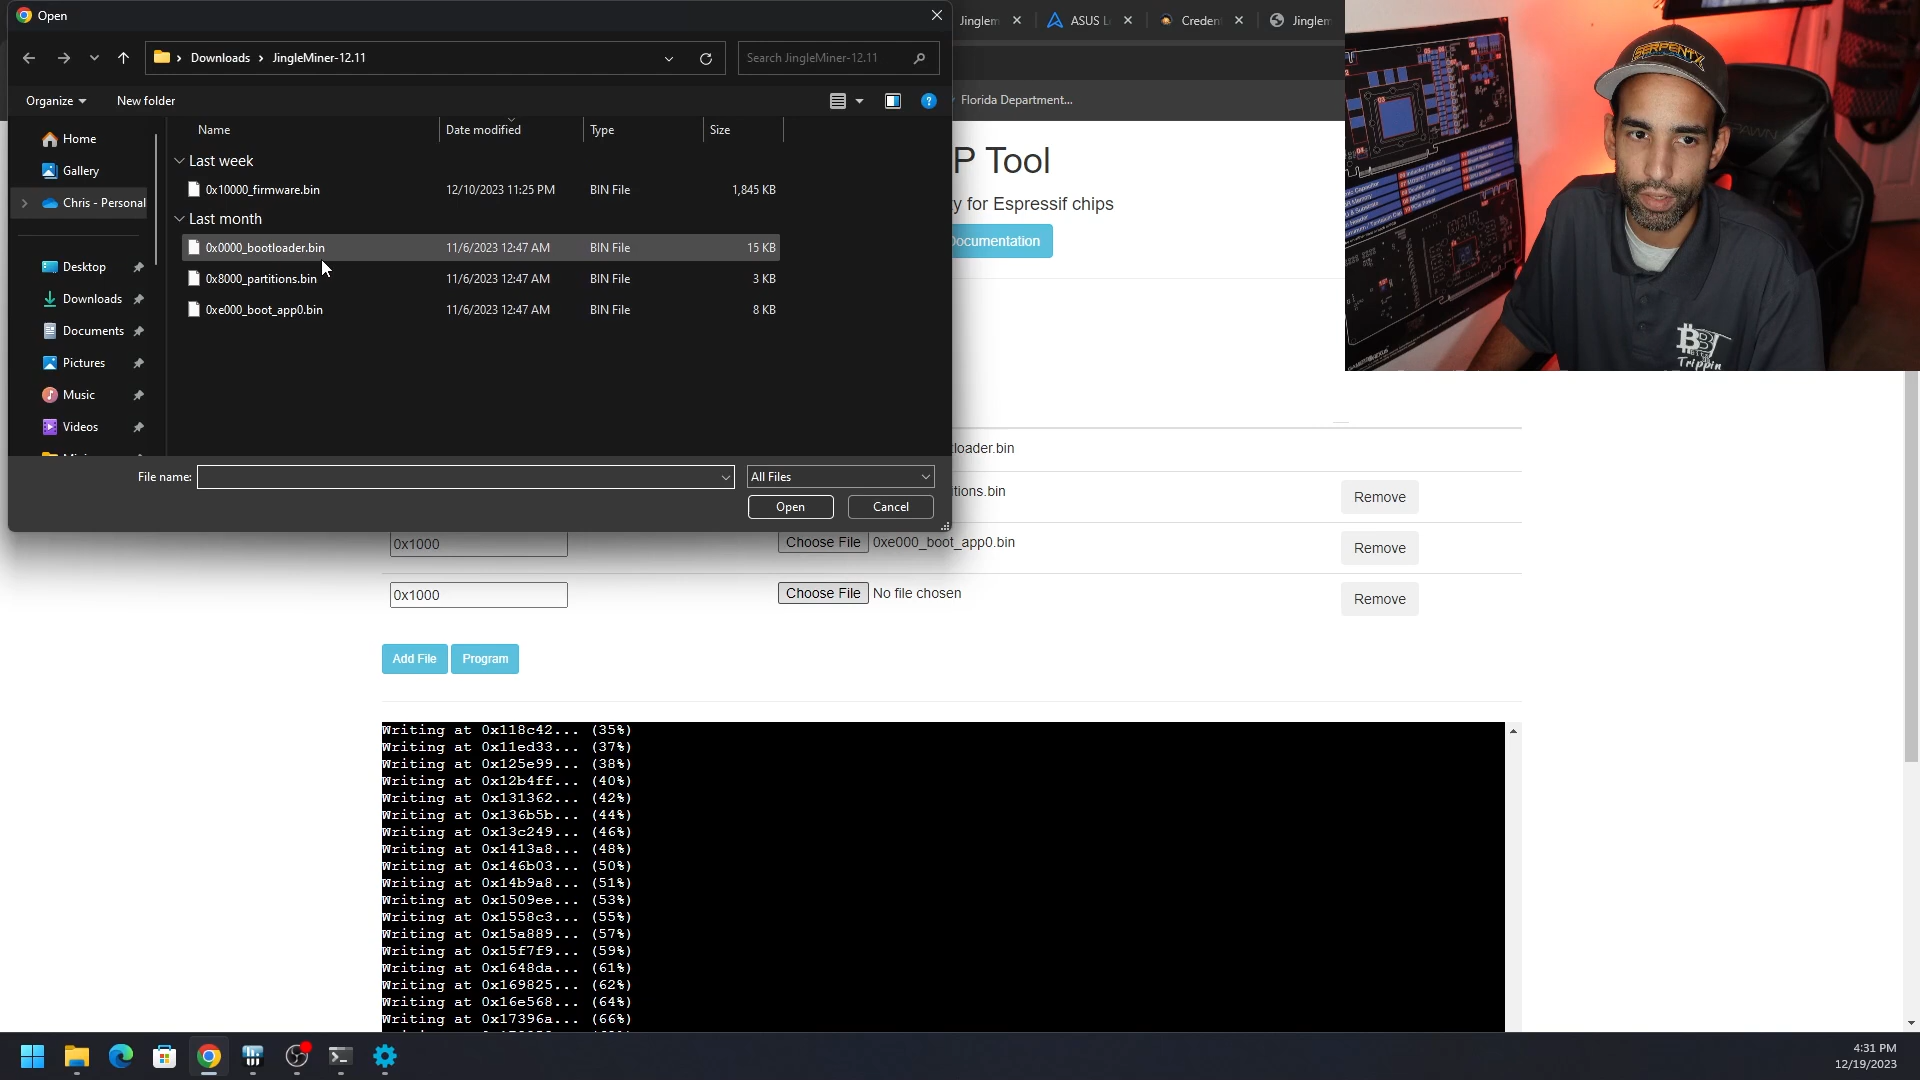 Open
Jinglem
ASUS L
Creden
Jinglem
Downloads
JingleMiner-12.11
Search JingleMiner-12.11
SERPENTX
Organize
New folder
Florida Department...
Name
Date modified
Type
Size
Home
Last week
P Tool
Gallery
0x10000_firmware.bin
12/10/2023 11:25 PM
BIN File
1,845 KB
Chris - Personal
Last month
y for Espressif chips
0x0000_bootloader.bin
11/6/2023 12:47 AM
BIN File
15 KB
Documentation
Desktop
0x8000_partitions.bin
11/6/2023 12:47 AM
BIN File
3 KB
Downloads
0xe000_boot_app0.bin
11/6/2023 12:47 AM
BIN File
8 KB
Documents
Pictures
Trippin
Music
Videos
File name:
All Files
Open
Cancel
loader.bin
itions.bin
Remove
0x1000
Choose File
0xe000_boot_app0.bin
Remove
0x1000
Choose File
No file chosen
Remove
Add File
Program
Writing at 0x118c42... (35%)
Writing at 0x11ed33... (37%)
Writing at 0x125e99... (38%)
Writing at 0x12b4ff... (40%)
Writing at 0x131362... (42%)
Writing at 0x136b5b... (44%)
Writing at 0x13c249... (46%)
Writing at 0x1413a8... (48%)
Writing at 0x146b03... (50%)
Writing at 0x14b9a8... (51%)
Writing at 0x1509ee... (53%)
Writing at 0x1558c3... (55%)
Writing at 0x15a889... (57%)
Writing at 0x15f7f9... (59%)
Writing at 0x1648da... (61%)
Writing at 0x169825... (62%)
Writing at 0x16e568... (64%)
Writing at 0x17396a... (66%)
4:31 PM
12/19/2023